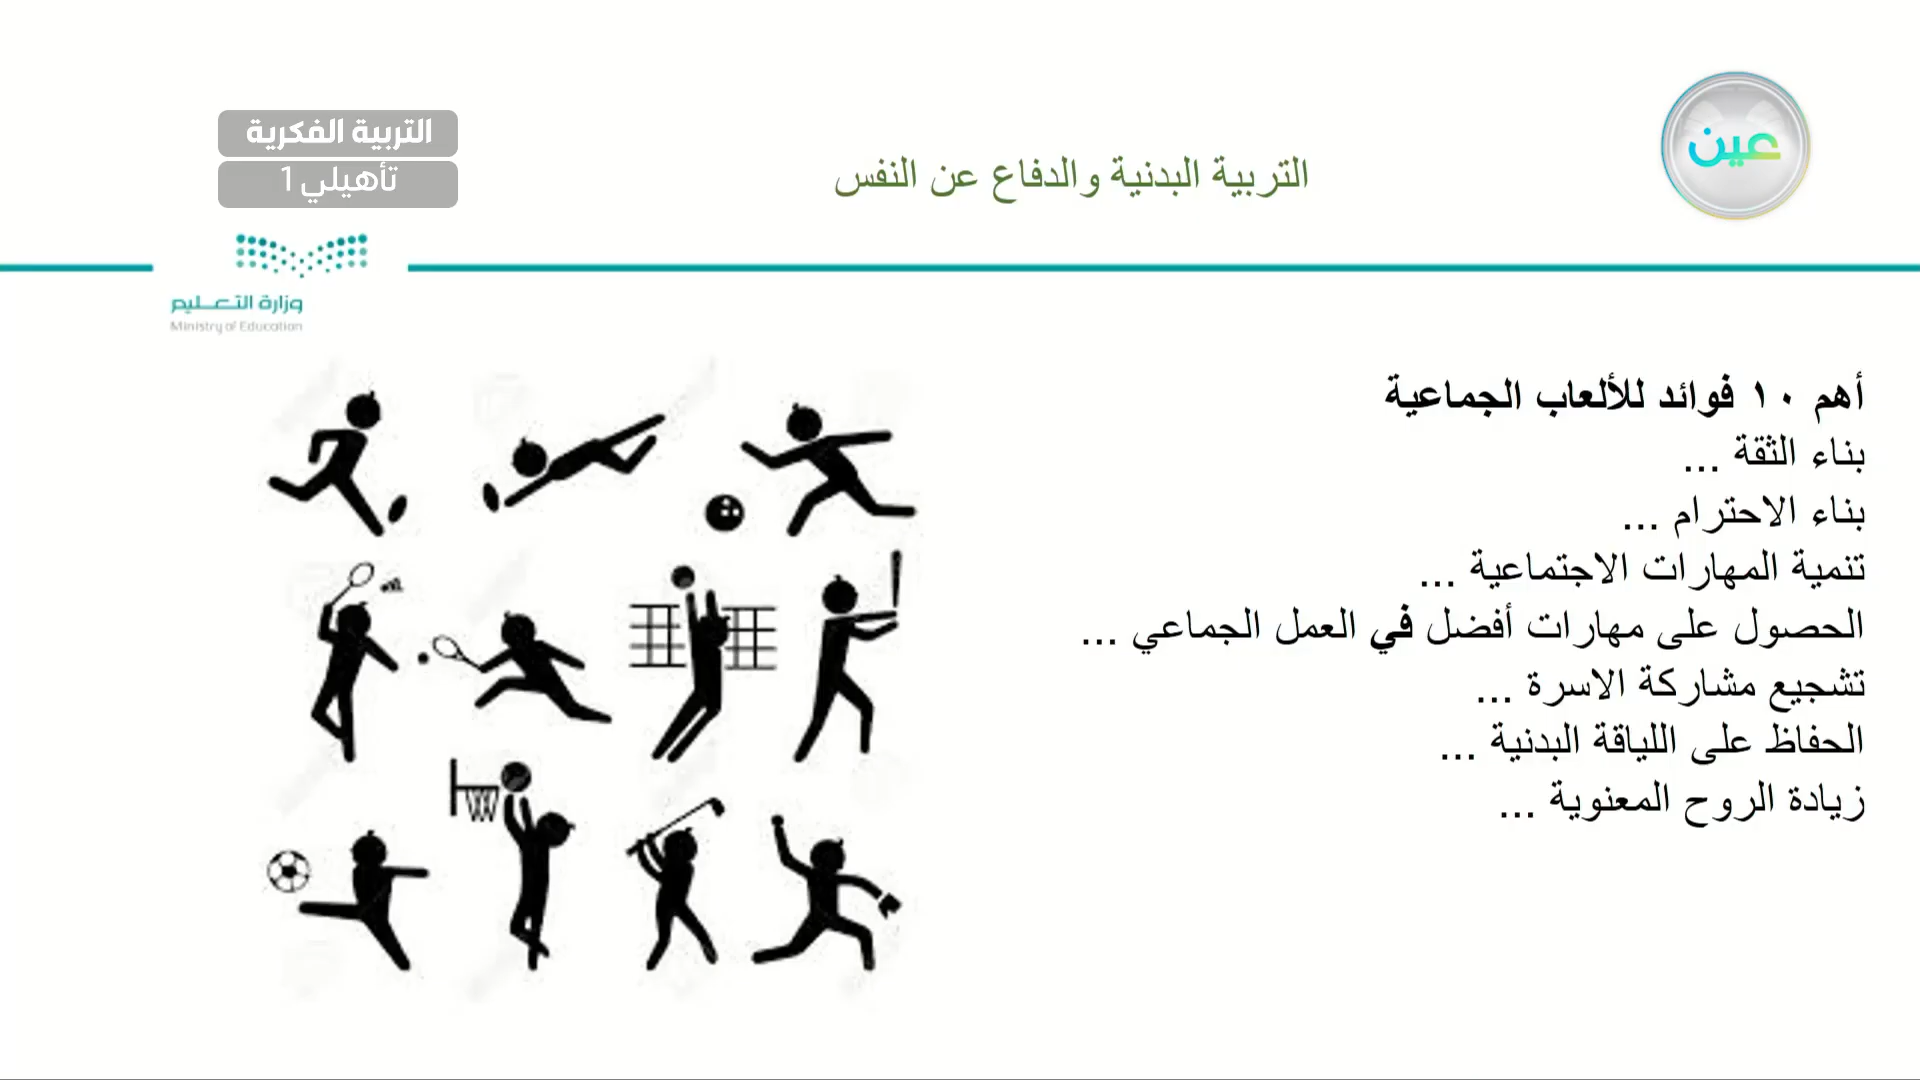 التربية الفكرية
تأهيلي 1
التربية البدنية والدفاع عن النفس
عين
وزارة التعليم
Ministry of Education
أهم ١٠ فوائد للألعاب الجماعية
بناء الثقة ...
بناء الاحترام ...
تنمية المهارات الاجتماعية ...
الحصول على مهارات أفضل في العمل الجماعي ...
تشجيع مشاركة الاسرة ...
الحفاظ على اللياقة البدنية ...
زيادة الروح المعنوية ...